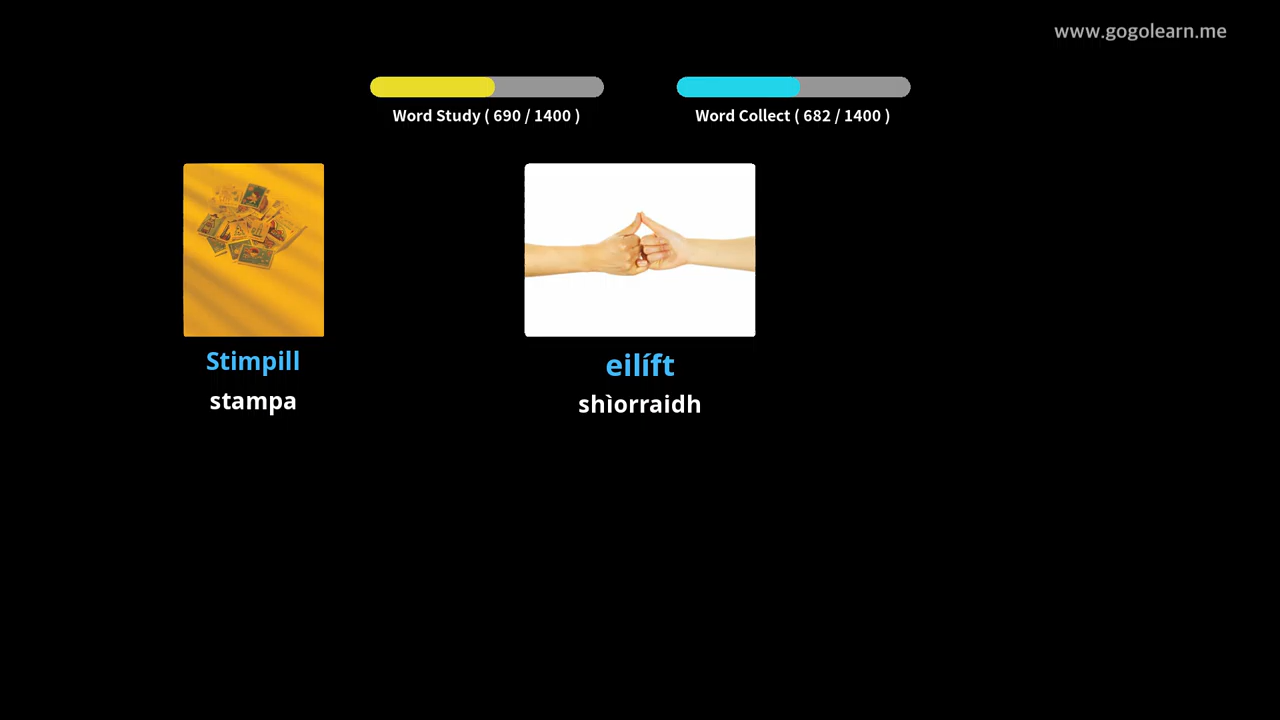 www.gogolearn.me
Word Study ( 690 / 1400 )
Word Collect ( 682 / 1400 )
Stimpill
stampa
eilíft
shìorraidh